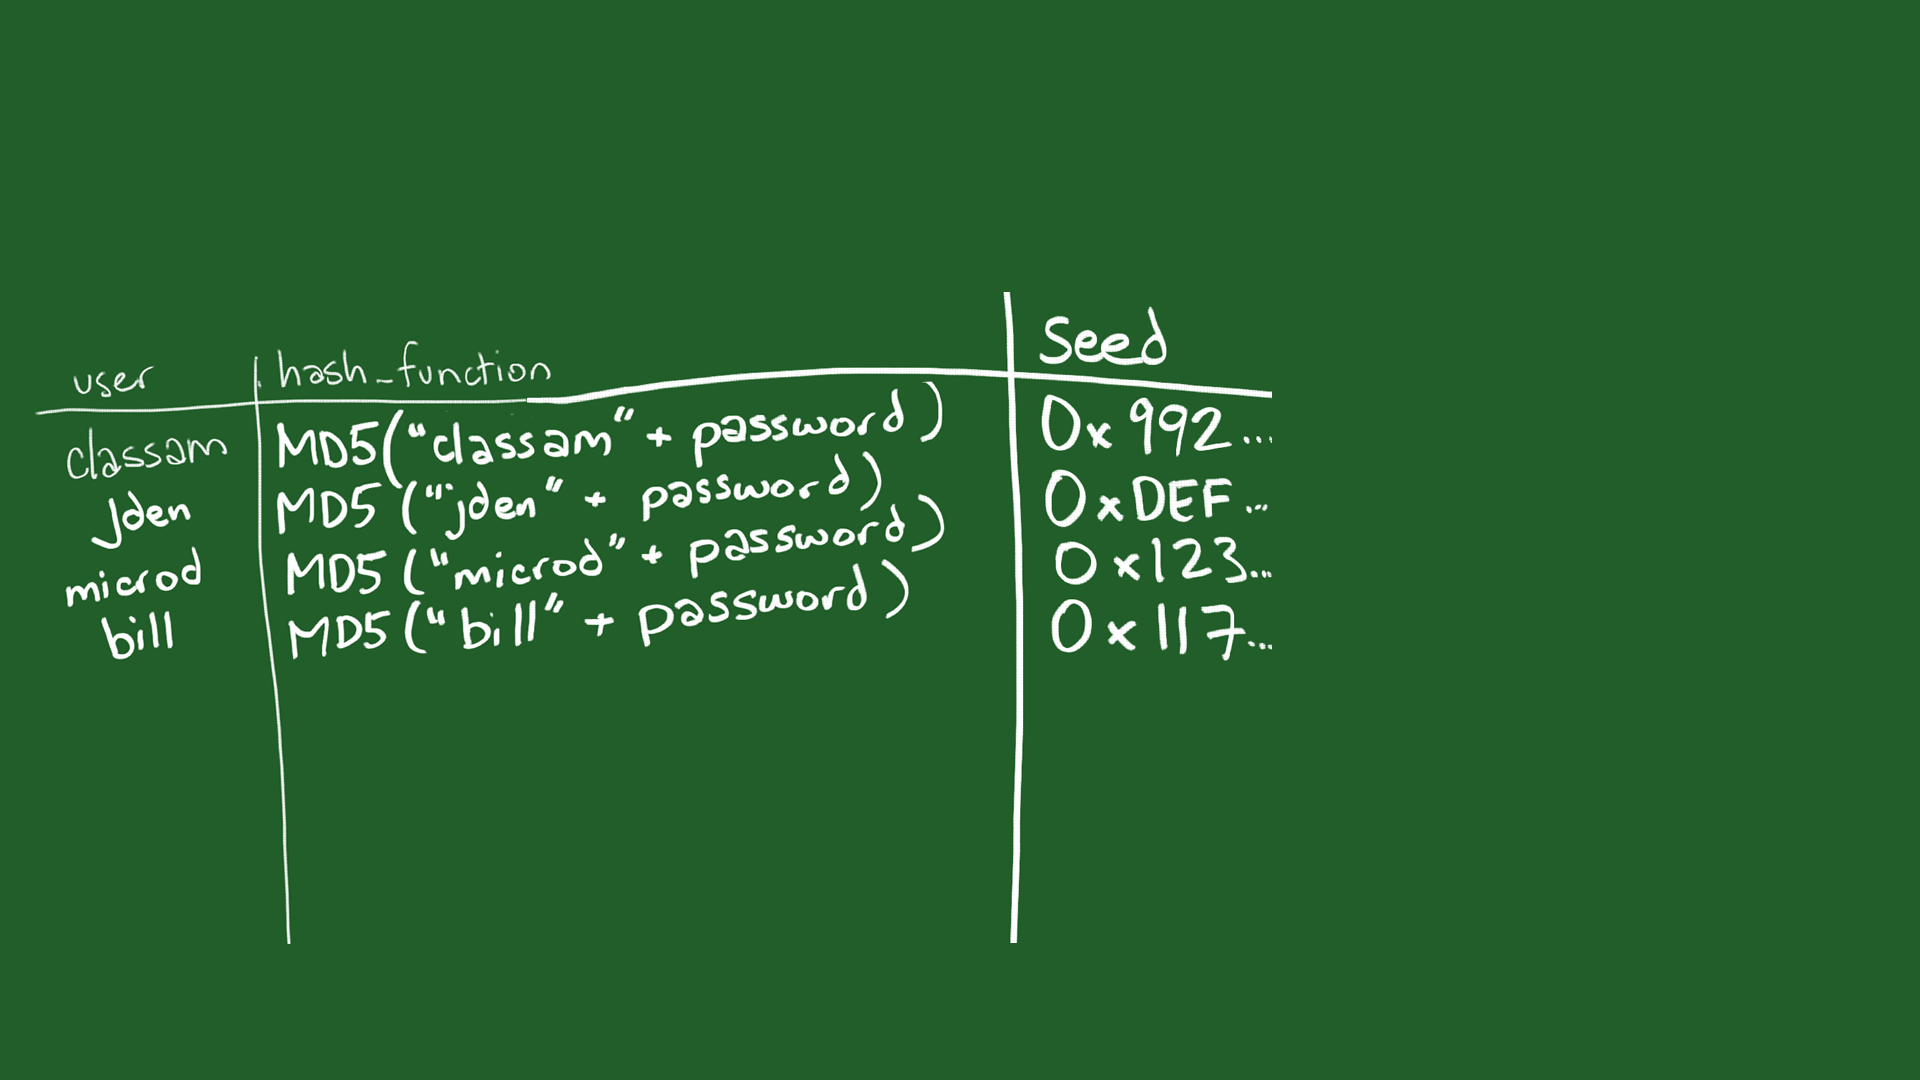 user hash_function Seed
classam MD5("classam" + password) 0x992...
jden MD5("jden" + password) 0xDEF...
microd MD5("microd" + password) 0x123...
bill MD5("bill" + password) 0x117...